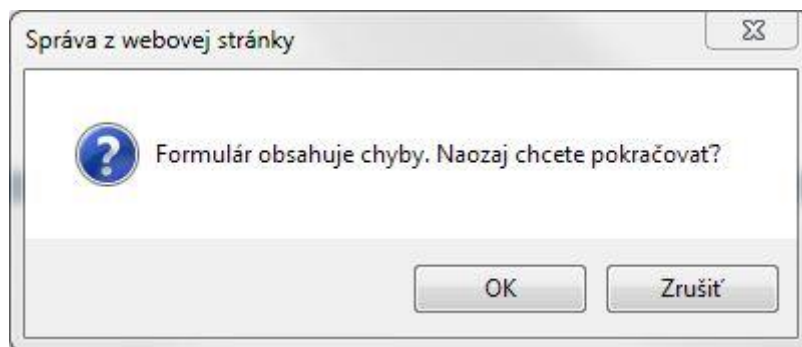 Správa z webovej stránky
Formulár obsahuje chyby. Naozaj chcete pokračovať?
OK
Zrušiť